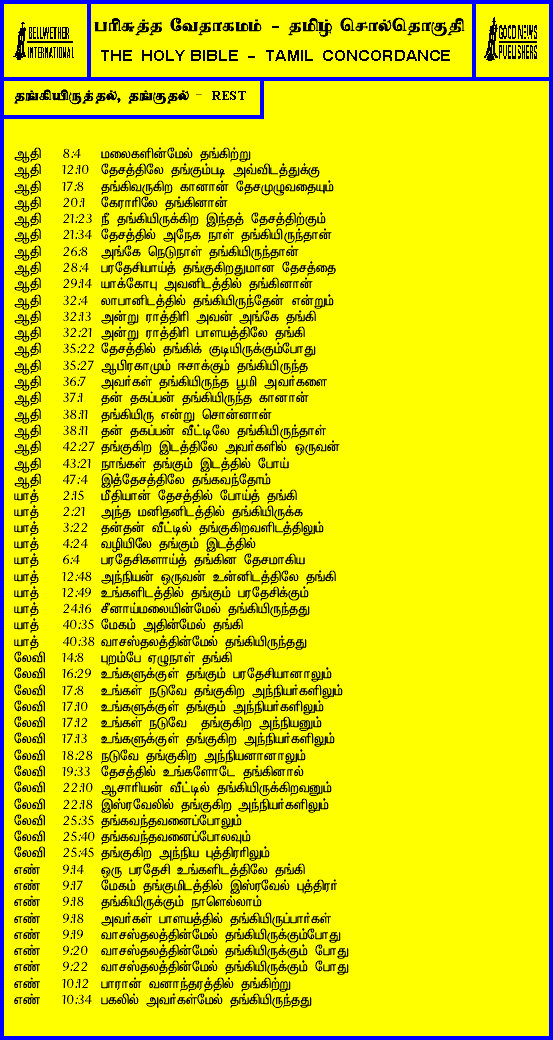 BELLWETHER INTERNATIONAL
பரிசுத்த வேதாகமம் - தமிழ் சொல்தொகுதி
THE HOLY BIBLE - TAMIL CONCORDANCE
GOOD NEWS PUBLISHERS
தங்கியிருத்தல், தங்குதல் - REST
ஆதி 8:4 மலைகளின்மேல் தங்கிற்று
ஆதி 12:10 தேசத்திலே தங்கும்படி அவ்விடத்துக்கு
ஆதி 17:8 தங்கிவருகிற கானான் தேசமுழுவதையும்
ஆதி 20:1 கேராரிலே தங்கினான்
ஆதி 21:23 நீ தங்கியிருக்கிற இந்தத் தேசத்திற்கும்
ஆதி 21:34 தேசத்தில் அநேக நாள் தங்கியிருந்தான்
ஆதி 26:8 அங்கே நெடுநாள் தங்கியிருந்தான்
ஆதி 28:4 பரதேசியாய்த் தங்குகிறதுமான தேசத்தை
ஆதி 29:14 யாக்கோபு அவனிடத்தில் தங்கினான்
ஆதி 32:4 லாபானிடத்தில் தங்கியிருந்தேன் என்றும்
ஆதி 32:13 அன்று ராத்திரி அவன் அங்கே தங்கி
ஆதி 32:21 அன்று ராத்திரி பாளயத்திலே தங்கி
ஆதி 35:22 தேசத்தில் தங்கிக் குடியிருக்கும்போது
ஆதி 35:27 ஆபிரகாமும் ஈசாக்கும் தங்கியிருந்த
ஆதி 36:7 அவர்கள் தங்கியிருந்த பூமி அவர்களை
ஆதி 37:1 தன் தகப்பன் தங்கியிருந்த கானான்
ஆதி 38:11 தங்கியிரு என்று சொன்னான்
ஆதி 38:11 தன் தகப்பன் வீட்டிலே தங்கியிருந்தாள்
ஆதி 42:27 தங்குகிற இடத்திலே அவர்களில் ஒருவன்
ஆதி 43:21 நாங்கள் தங்கும் இடத்தில் போய்
ஆதி 47:4 இத்தேசத்திலே தங்கவந்தோம்
யாத் 2:15 மீதியான் தேசத்தில் போய்த் தங்கி
யாத் 2:21 அந்த மனிதனிடத்தில் தங்கியிருக்க
யாத் 3:22 தன்தன் வீட்டில் தங்குகிறவளிடத்திலும்
யாத் 4:24 வழியிலே தங்கும் இடத்தில்
யாத் 6:4 பரதேசிகளாய்த் தங்கின தேசமாகிய
யாத் 12:48 அந்நியன் ஒருவன் உன்னிடத்திலே தங்கி
யாத் 12:49 உங்களிடத்தில் தங்கும் பரதேசிக்கும்
யாத் 24:16 சீனாய்மலையின்மேல் தங்கியிருந்தது
யாத் 40:35 மேகம் அதின்மேல் தங்கி
யாத் 40:38 வாசஸ்தலத்தின்மேல் தங்கியிருந்தது
லேவி 14:8 புறம்பே ஏழுநாள் தங்கி
லேவி 16:29 உங்களுக்குள் தங்கும் பரதேசியானாலும்
லேவி 17:8 உங்கள் நடுவே தங்குகிற அந்நியர்களிலும்
லேவி 17:10 உங்களுக்குள் தங்கும் அந்நியர்களிலும்
லேவி 17:12 உங்கள் நடுவே தங்குகிற அந்நியனும்
லேவி 17:13 உங்களுக்குள் தங்குகிற அந்நியர்களிலும்
லேவி 18:28 நடுவே தங்குகிற அந்நியனானாலும்
லேவி 19:33 தேசத்தில் உங்களோடே தங்கினால்
லேவி 22:10 ஆசாரியன் வீட்டில் தங்கியிருக்கிறவனும்
லேவி 22:18 இஸ்ரவேலில் தங்குகிற அந்நியர்களிலும்
லேவி 25:35 தங்கவந்தவனைப்போலும்
லேவி 25:40 தங்கவந்தவனைப்போலவும்
லேவி 25:45 தங்குகிற அந்நிய புத்திரரிலும்
எண் 9:14 ஒரு பரதேசி உங்களிடத்திலே தங்கி
எண் 9:17 மேகம் தங்குமிடத்தில் இஸ்ரவேல் புத்திரர்
எண் 9:18 தங்கியிருக்கும் நாளெல்லாம்
எண் 9:18 அவர்கள் பாளயத்தில் தங்கியிருப்பார்கள்
எண் 9:19 வாசஸ்தலத்தின்மேல் தங்கியிருக்கும்போது
எண் 9:20 வாசஸ்தலத்தின்மேல் தங்கியிருக்கும் போது
எண் 9:22 வாசஸ்தலத்தின்மேல் தங்கியிருக்கும் போது
எண் 10:12 பாரான் வனாந்தரத்தில் தங்கிற்று
எண் 10:34 பகலில் அவர்கள்மேல் தங்கியிருந்தது